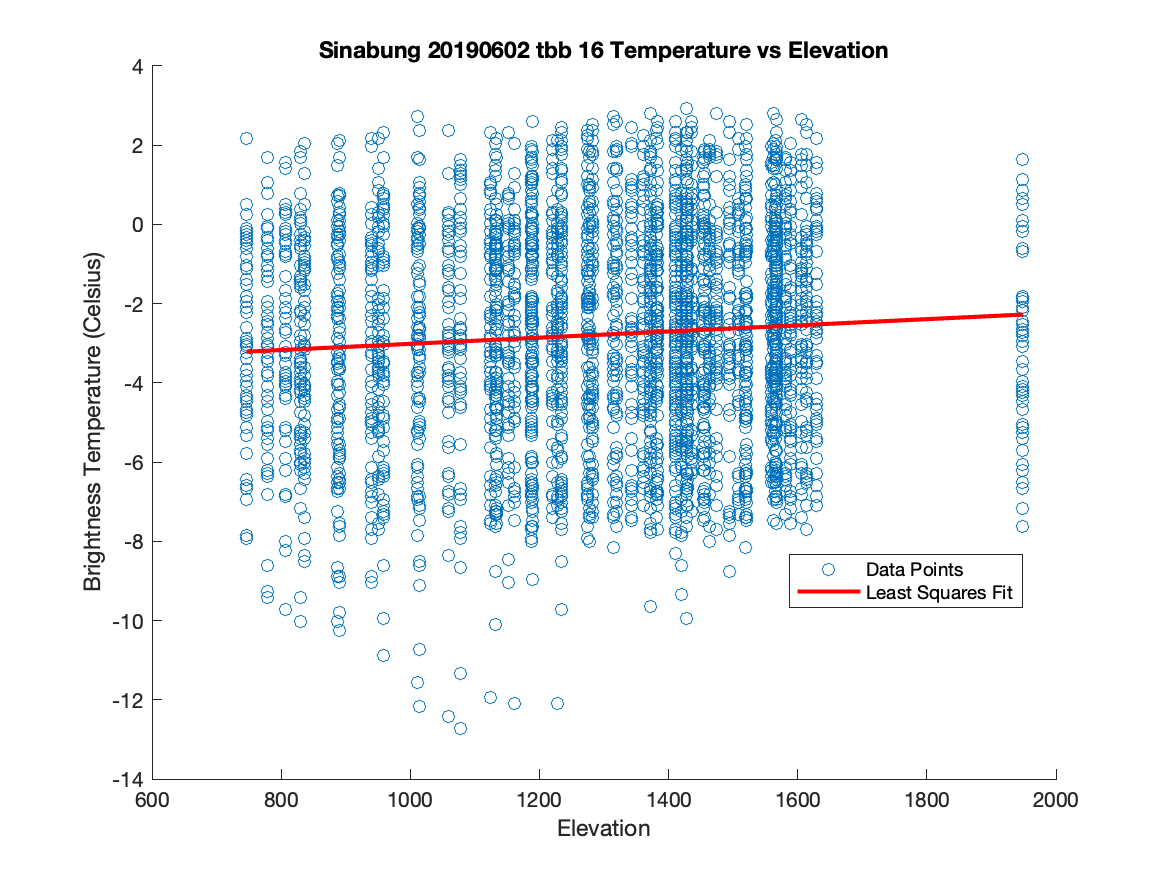 Sinabung 20190602 tbb 16 Temperature vs Elevation
4
2
0
-2
-4
-6
-8
-10
-12
-14
Brightness Temperature (Celsius)
Data Points
Least Squares Fit
600 800 1000 1200 1400 1600 1800 2000
Elevation